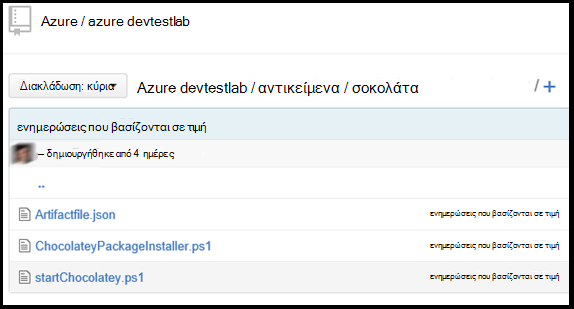 Azure / azure devtestlab
Διακλάδωση: κύρια Azure devtestlab / αντικείμενα / σοκολάτα / +
ενημερώσεις που βασίζονται σε τιμή
– δημιουργήθηκε από 4 ημέρες
..
Artifactfile.json ενημερώσεις που βασίζονται σε τιμή
ChocolateyPackageInstaller.ps1 ενημερώσεις που βασίζονται σε τιμή
startChocolatey.ps1 ενημερώσεις που βασίζονται σε τιμή